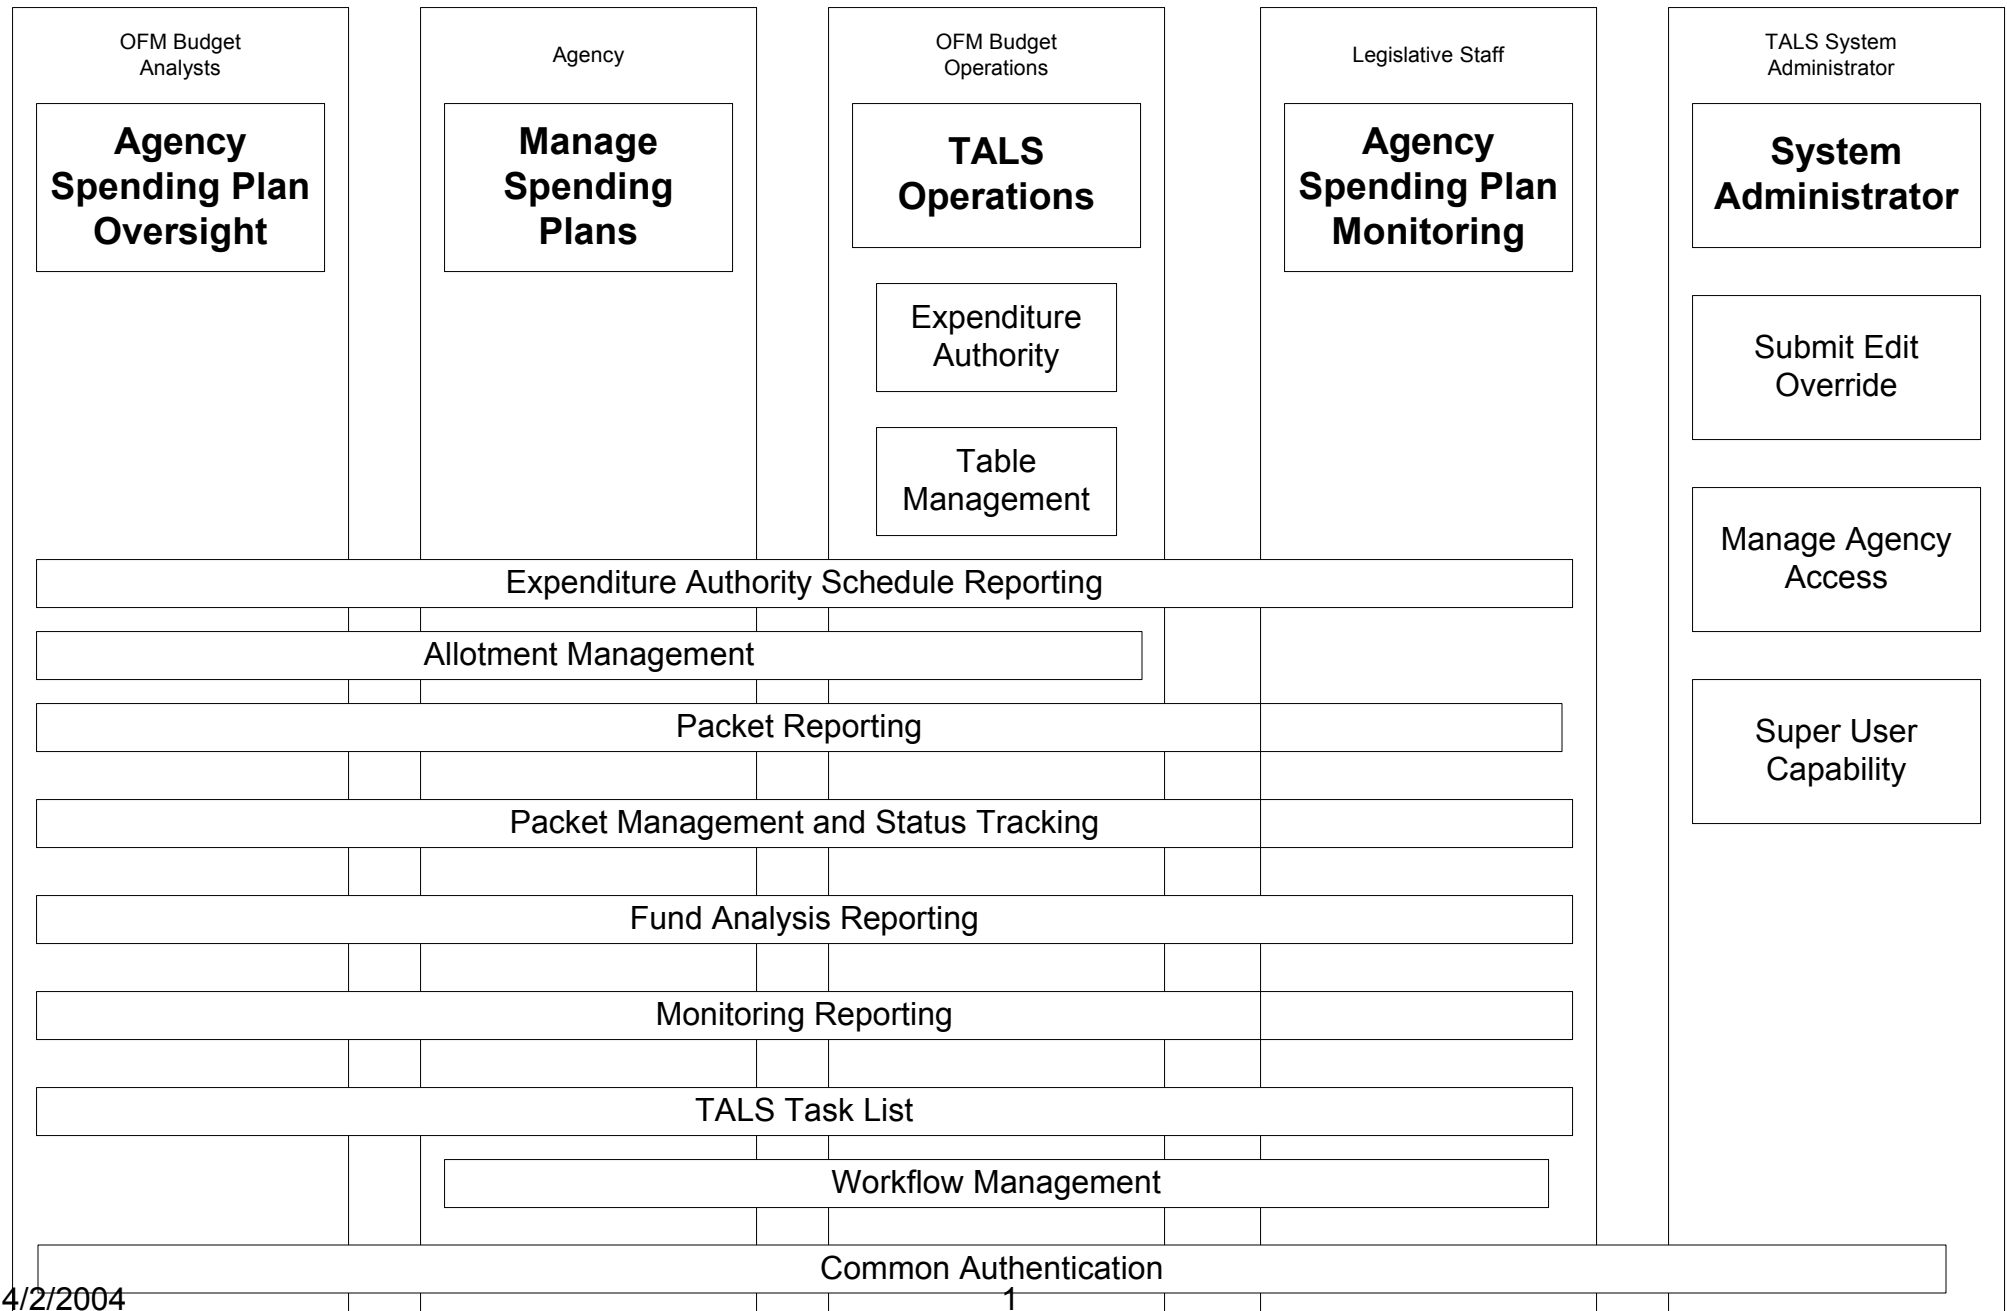 OFM Budget
Analysts
Agency
OFM Budget
Operations
Legislative Staff
TALS System
Administrator
Agency
Spending Plan
Oversight
Manage
Spending
Plans
TALS
Operations
Agency
Spending Plan
Monitoring
System
Administrator
Expenditure
Authority
Submit Edit
Override
Table
Management
Manage Agency
Access
Expenditure Authority Schedule Reporting
Allotment Management
Packet Reporting
Super User
Capability
Packet Management and Status Tracking
Fund Analysis Reporting
Monitoring Reporting
TALS Task List
Workflow Management
Common Authentication
4/2/2004
1